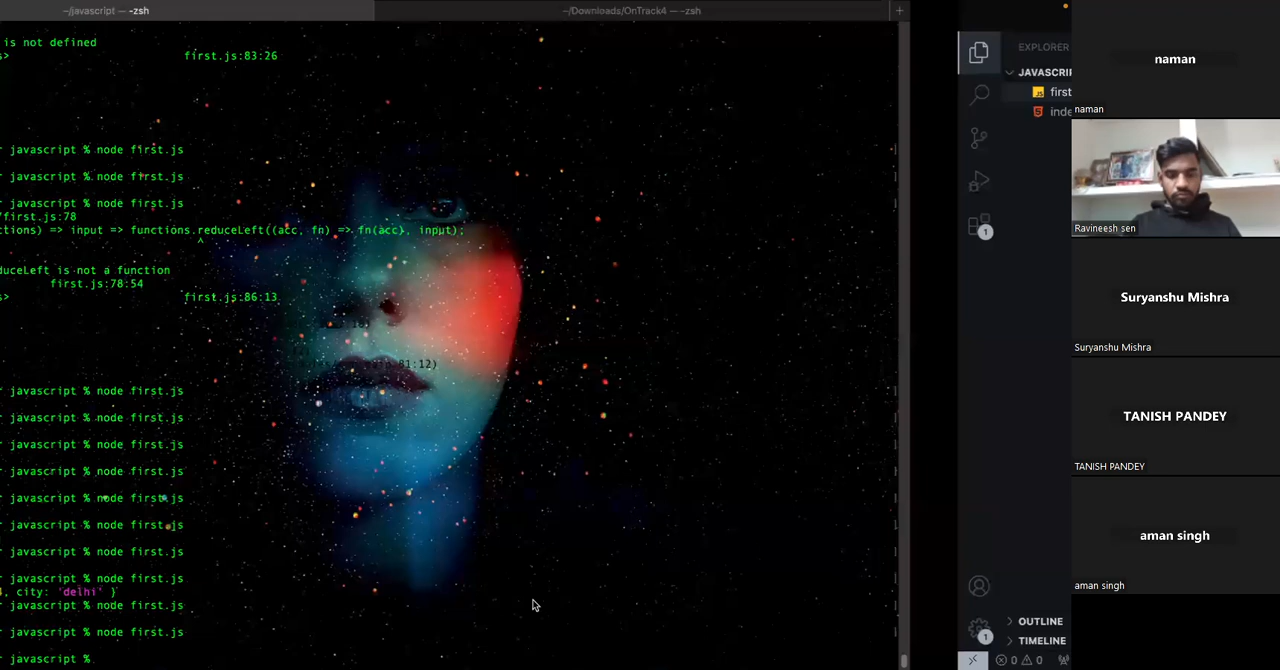 ~/javascript — -zsh
~/Downloads/OnTrack4 — -zsh
+
is not defined
s> first.js:83:26
r javascript % node first.js
r javascript % node first.js
r javascript % node first.js
/first.js:78
ctions) => input => functions.reduceLeft((acc, fn) => fn(acc), input);
^
duceLeft is not a function
first.js:78:54
s> first.js:86:13
81:12)
r javascript % node first.js
r javascript % node first.js
r javascript % node first.js
r javascript % node first.js
r javascript % node first.js
r javascript % node first.js
r javascript % node first.js
r javascript % node first.js
, city: 'delhi' }
r javascript % node first.js
r javascript % node first.js
r javascript %
EXPLORER
JAVASCRI
JS first
inde
1
OUTLINE
1
TIMELINE
0 0
naman
naman
Ravineesh sen
Suryanshu Mishra
Suryanshu Mishra
TANISH PANDEY
TANISH PANDEY
aman singh
aman singh